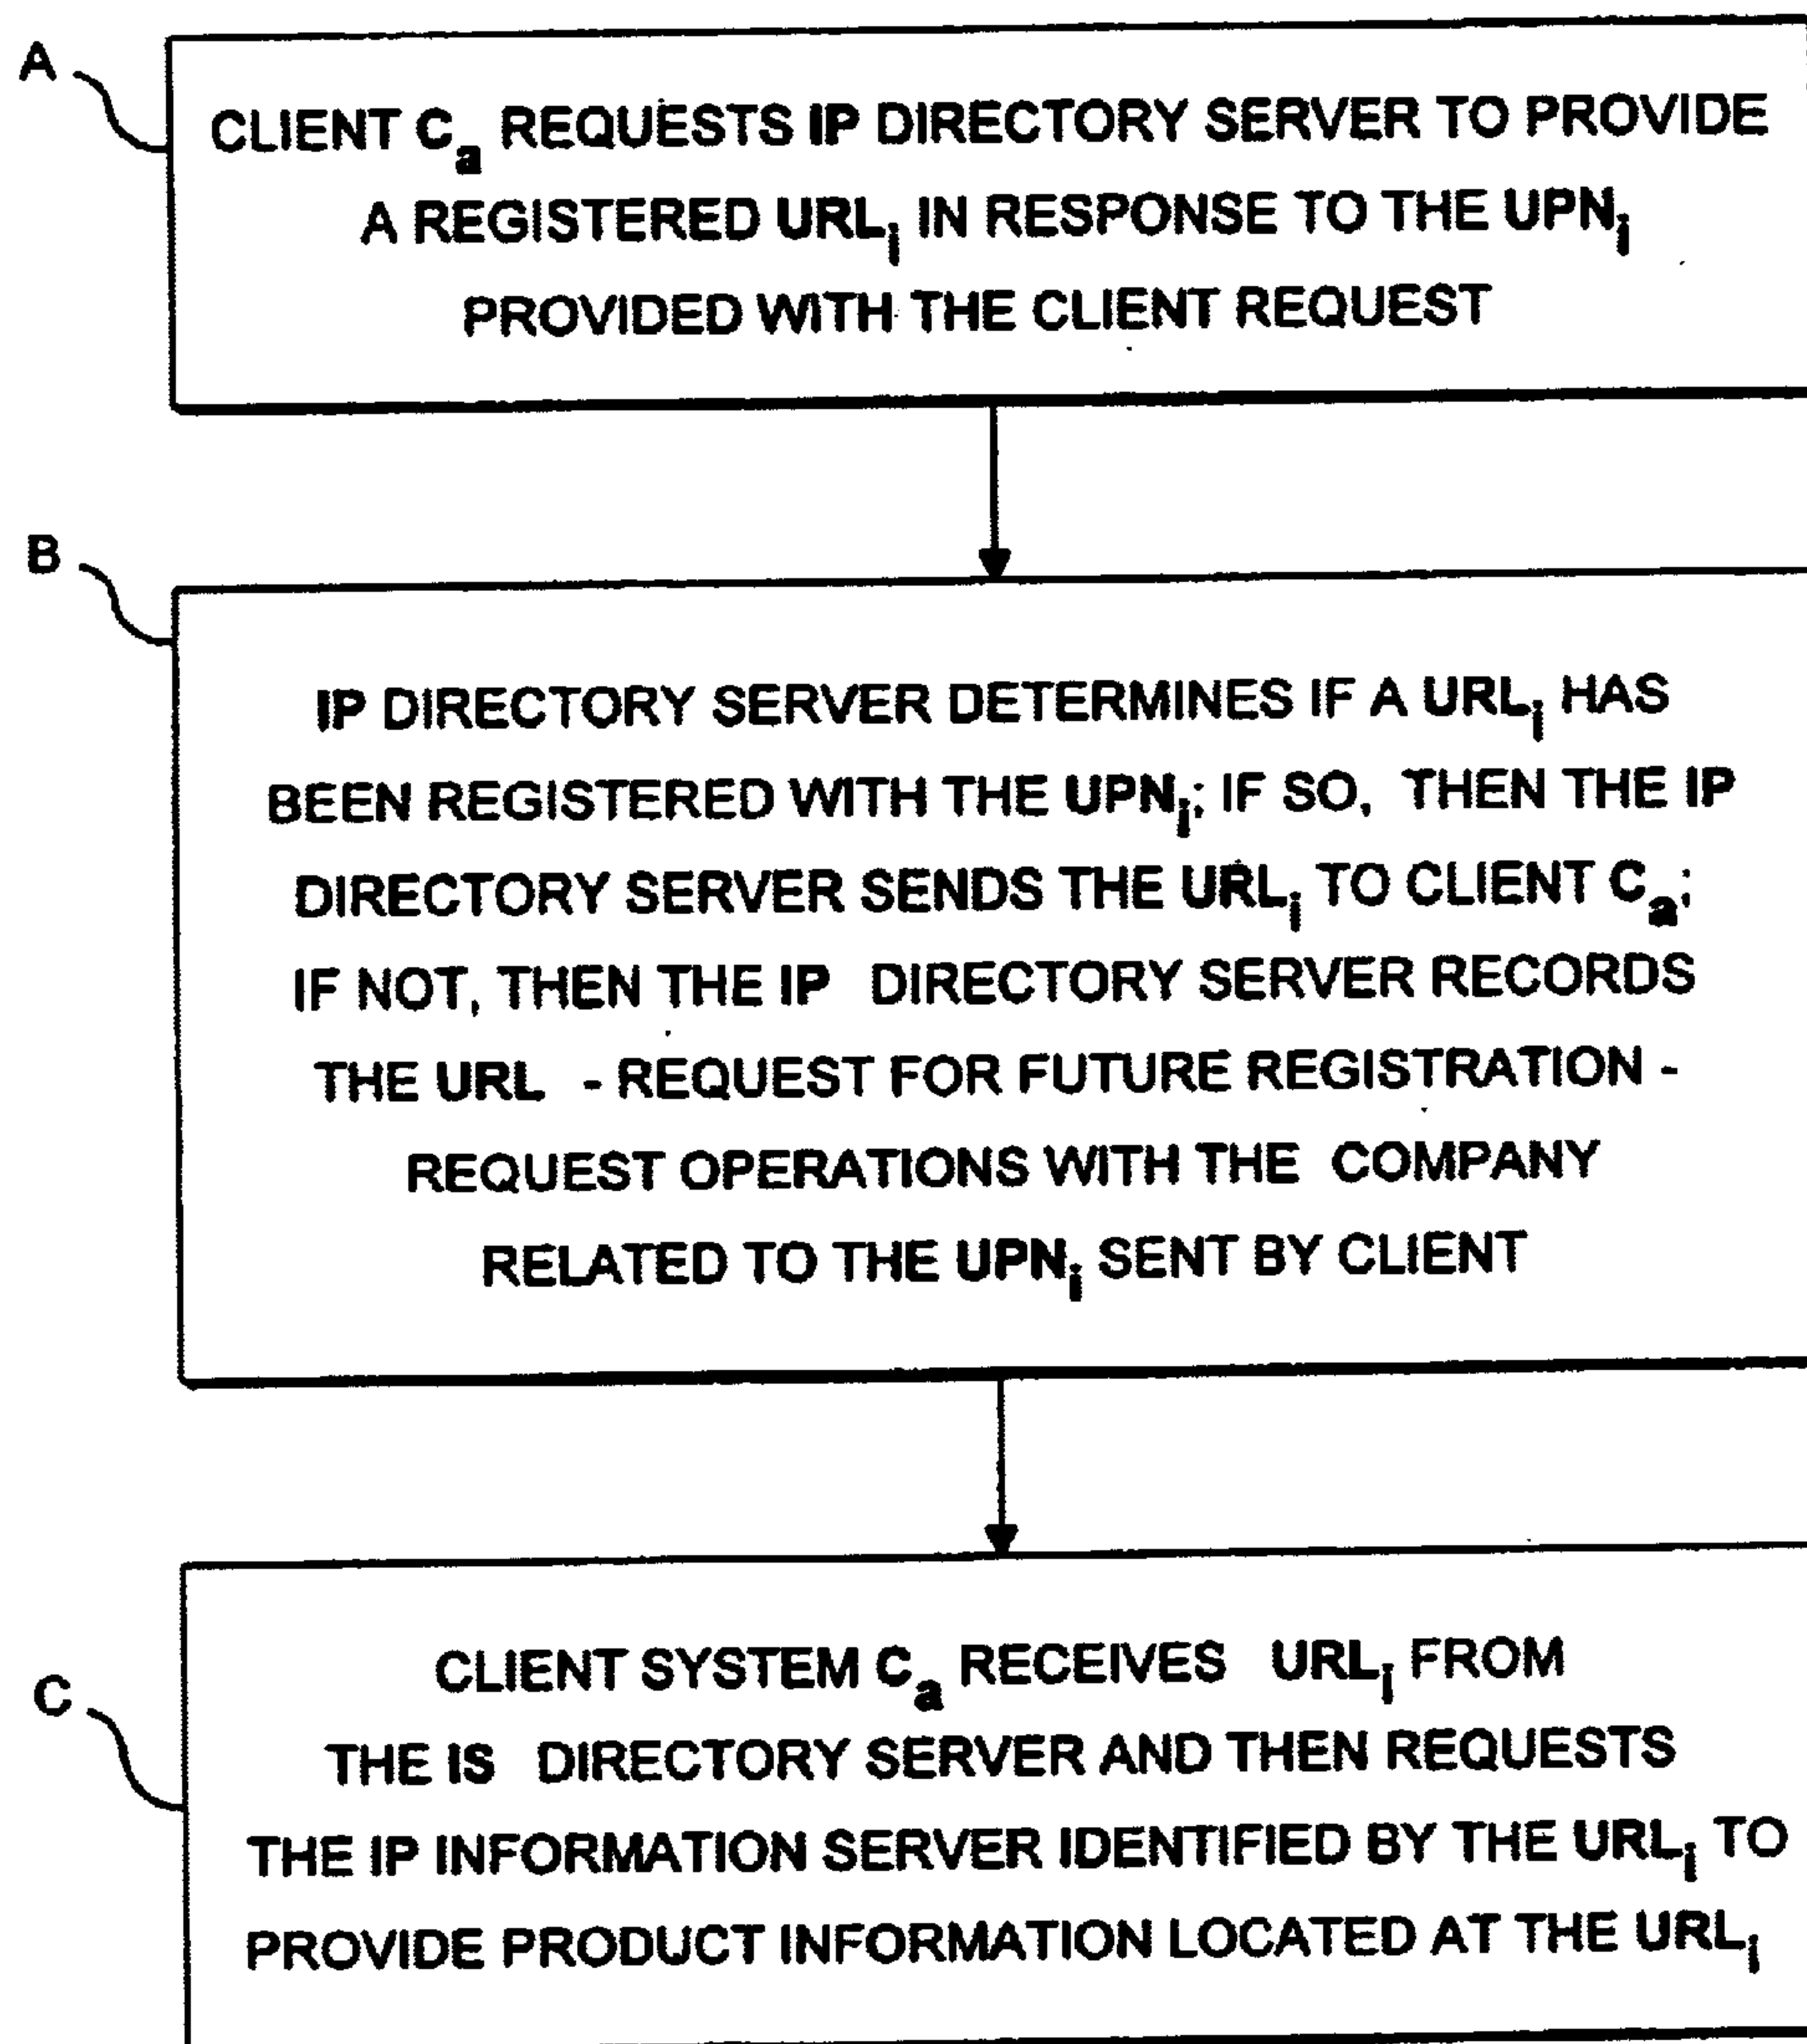 A
CLIENT Ca REQUESTS IP DIRECTORY SERVER TO PROVIDE
A REGISTERED URLi IN RESPONSE TO THE UPNi
PROVIDED WITH THE CLIENT REQUEST
B
IP DIRECTORY SERVER DETERMINES IF A URLi HAS
BEEN REGISTERED WITH THE UPNi; IF SO, THEN THE IP
DIRECTORY SERVER SENDS THE URLi TO CLIENT Ca;
IF NOT, THEN THE IP DIRECTORY SERVER RECORDS
THE URL - REQUEST FOR FUTURE REGISTRATION -
REQUEST OPERATIONS WITH THE COMPANY
RELATED TO THE UPNi SENT BY CLIENT
C
CLIENT SYSTEM Ca RECEIVES URLi FROM
THE IS DIRECTORY SERVER AND THEN REQUESTS
THE IP INFORMATION SERVER IDENTIFIED BY THE URLi TO
PROVIDE PRODUCT INFORMATION LOCATED AT THE URLi